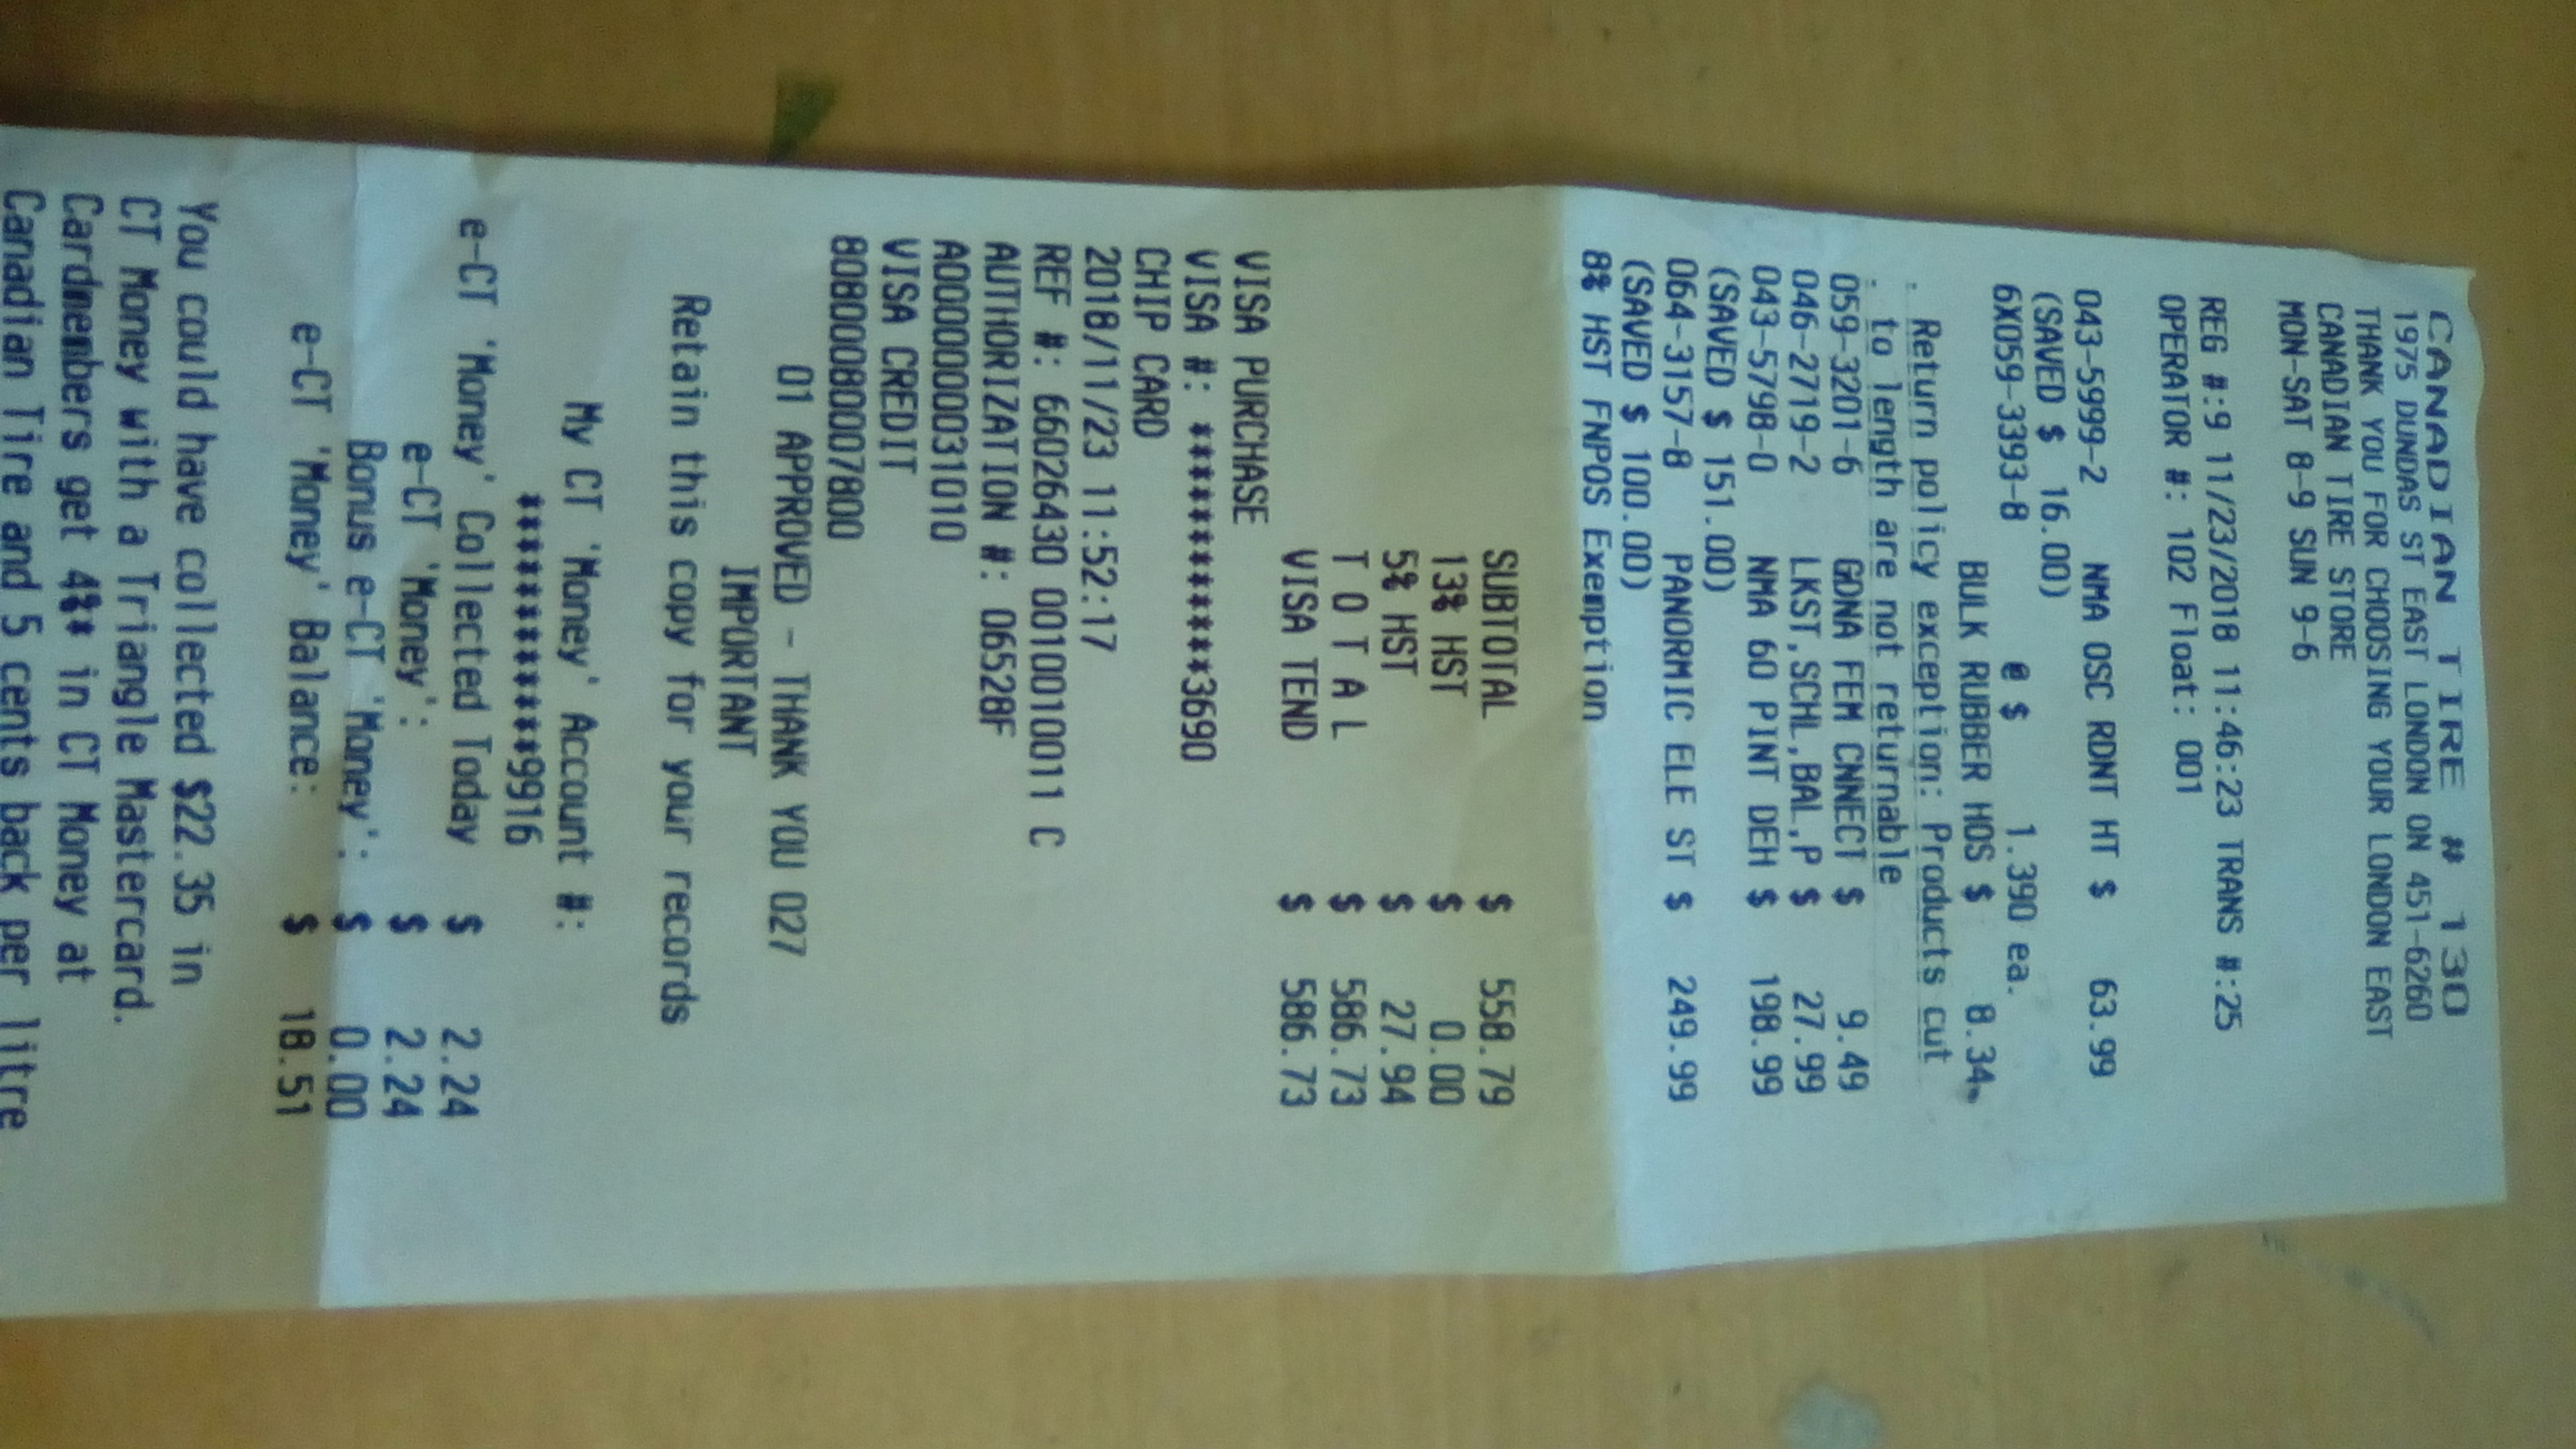 CANADIAN TIRE # 130
1975 DUNDAS ST EAST LONDON ON 451-6260
THANK YOU FOR CHOOSING YOUR LONDON EAST
CANADIAN TIRE STORE
MON-SAT 8-9 SUN 9-6
REG #:9 11/23/2018 11:46:23 TRANS #:25
OPERATOR #: 102 Float: 001
043-5999-2 NMA OSC RDNT HT $ 63.99
(SAVED $ 16.00)
6X059-3393-8 @ $ 1.390 ea.
BULK RUBBER HOS $ 8.34
. Return policy exception: Products cut
. to length are not returnable
059-3201-6 GDNA FEM CNNECT $ 9.49
046-2719-2 LKST,SCHL,BAL,P $ 27.99
043-5798-0 NMA 60 PINT DEH $ 198.99
(SAVED $ 151.00)
064-3157-8 PANORMIC ELE ST $ 249.99
(SAVED $ 100.00)
8% HST FNPOS Exemption
SUBTOTAL $ 558.79
13% HST $ 0.00
5% HST $ 27.94
T O T A L $ 586.73
VISA TEND $ 586.73
VISA PURCHASE
VISA #: ************3690
CHIP CARD
2018/11/23 11:52:17
REF #: 66026430 0010010011 C
AUTHORIZATION #: 06528F
A0000000031010
VISA CREDIT
80800080007800
01 APPROVED - THANK YOU 027
IMPORTANT
Retain this copy for your records
My CT 'Money' Account #:
************9916
e-CT 'Money' Collected Today $ 2.24
e-CT 'Money': $ 2.24
Bonus e-CT 'Money': $ 0.00
e-CT 'Money' Balance: $ 18.51
You could have collected $22.35 in
CT Money with a Triangle Mastercard.
Cardmembers get 4%* in CT Money at
Canadian Tire and 5 cents back per litre